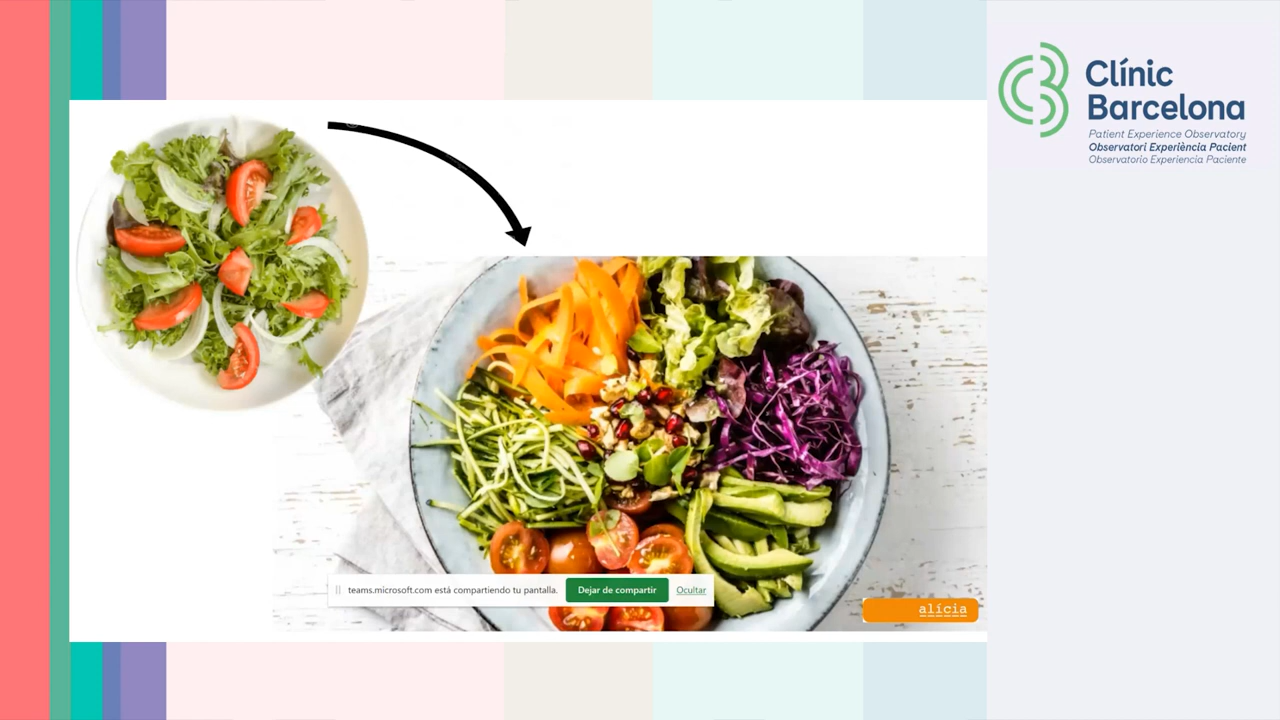 Clínic
Barcelona
Patient Experience Observatory
Observatori Experiència Pacient
Observatorio Experiencia Paciente
teams.microsoft.com está compartiendo tu pantalla. Dejar de compartir Ocultar
alícia